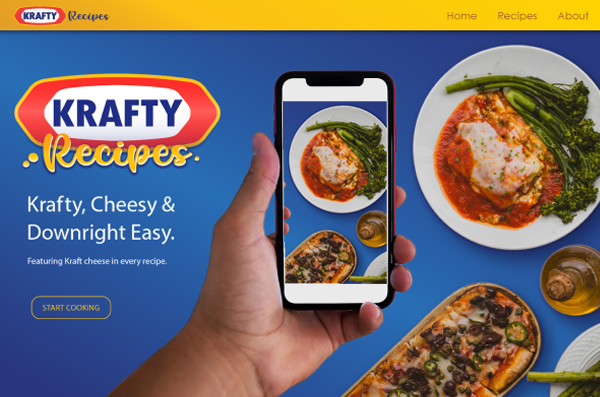 KRAFTY Recipes
Home Recipes About
KRAFTY
Recipes
Krafty, Cheesy &
Downright Easy.
Featuring Kraft cheese in every recipe.
START COOKING